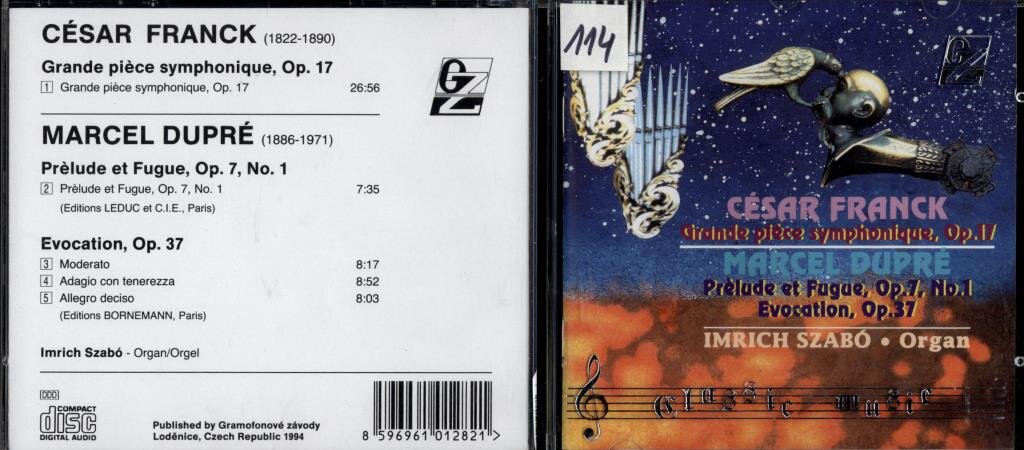 CÉSAR FRANCK (1822-1890)
Grande pièce symphonique, Op. 17
1 Grande pièce symphonique, Op. 17 26:56
GZ
MARCEL DUPRÉ (1886-1971)
Prèlude et Fugue, Op. 7, No. 1
2 Prèlude et Fugue, Op. 7, No. 1 7:35
(Editions LEDUC et C.I.E., Paris)
Evocation, Op. 37
3 Moderato 8:17
4 Adagio con tenerezza 8:52
5 Allegro deciso 8:03
(Editions BORNEMANN, Paris)
Imrich Szabó - Organ/Orgel
DDD
COMPACT
disc
DIGITAL AUDIO
Published by Gramofonové závody
Loděnice, Czech Republic 1994
8 596961 012821 >
114
GZ
CÉSAR FRANCK
Grande pièce symphonique, Op.17
MARCEL DUPRÉ
Prèlude et Fugue, Op.7, No.1
Evocation, Op.37
IMRICH SZABÓ • Organ
Classic music